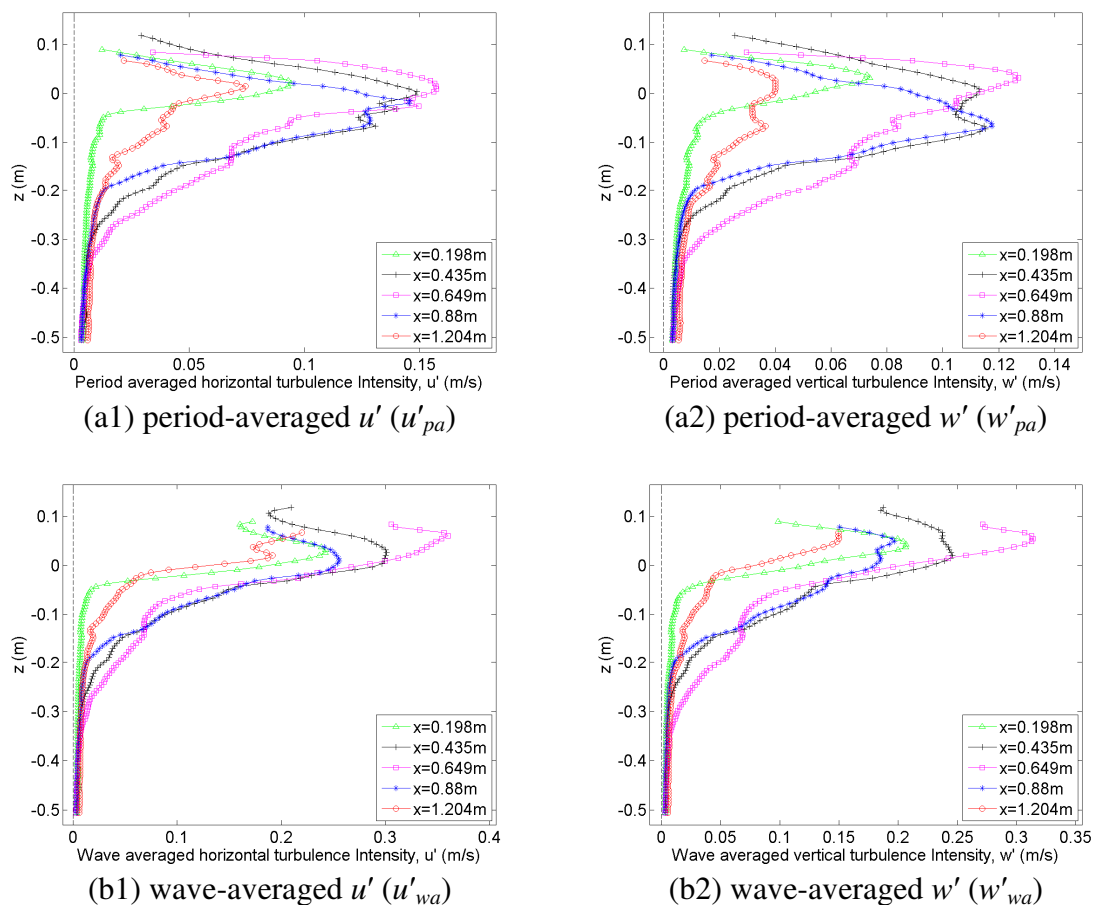 0.1
0
-0.1
-0.2
-0.3
-0.4
-0.5
z (m)
x=0.198m
x=0.435m
x=0.649m
x=0.88m
x=1.204m
0 0.05 0.1 0.15
Period averaged horizontal turbulence Intensity, u' (m/s)
(a1) period-averaged u′ (u'pa)
0.1
0
-0.1
-0.2
-0.3
-0.4
-0.5
z (m)
x=0.198m
x=0.435m
x=0.649m
x=0.88m
x=1.204m
0 0.02 0.04 0.06 0.08 0.1 0.12 0.14
Period averaged vertical turbulence Intensity, w' (m/s)
(a2) period-averaged w′ (w'pa)
0.1
0
-0.1
-0.2
-0.3
-0.4
-0.5
z (m)
x=0.198m
x=0.435m
x=0.649m
x=0.88m
x=1.204m
0 0.1 0.2 0.3 0.4
Wave averaged horizontal turbulence Intensity, u' (m/s)
(b1) wave-averaged u′ (u'wa)
0.1
0
-0.1
-0.2
-0.3
-0.4
-0.5
z (m)
x=0.198m
x=0.435m
x=0.649m
x=0.88m
x=1.204m
0 0.05 0.1 0.15 0.2 0.25 0.3 0.35
Wave averaged vertical turbulence Intensity, w' (m/s)
(b2) wave-averaged w′ (w'wa)